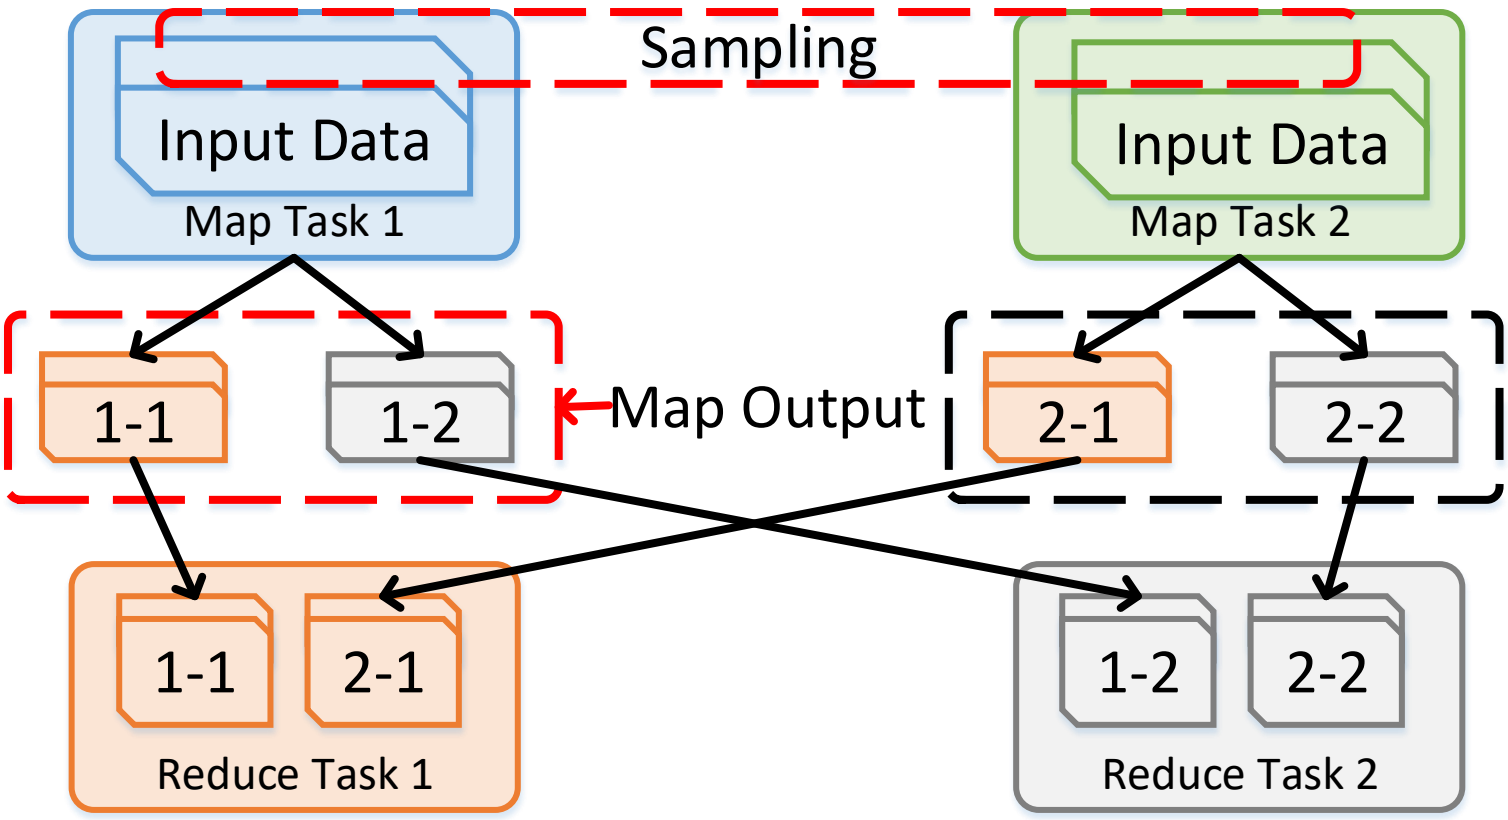 Sampling
Input Data
Map Task 1
Input Data
Map Task 2
1-1
1-2
Map Output
2-1
2-2
1-1
2-1
Reduce Task 1
1-2
2-2
Reduce Task 2